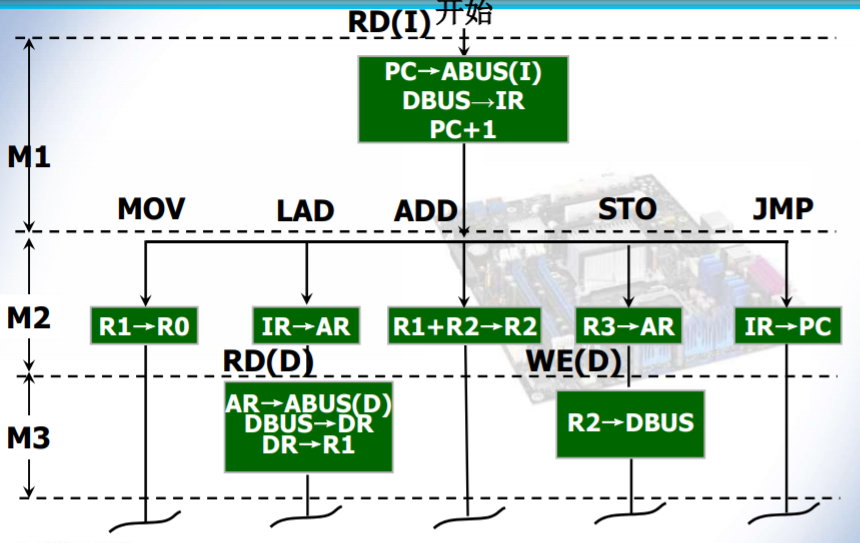 开始
RD(I)
PC→ABUS(I)
DBUS→IR
PC+1
M1
MOV
LAD
ADD
STO
JMP
M2
R1→R0
IR→AR
R1+R2→R2
R3→AR
IR→PC
RD(D)
WE(D)
M3
AR→ABUS(D)
DBUS→DR
DR→R1
R2→DBUS